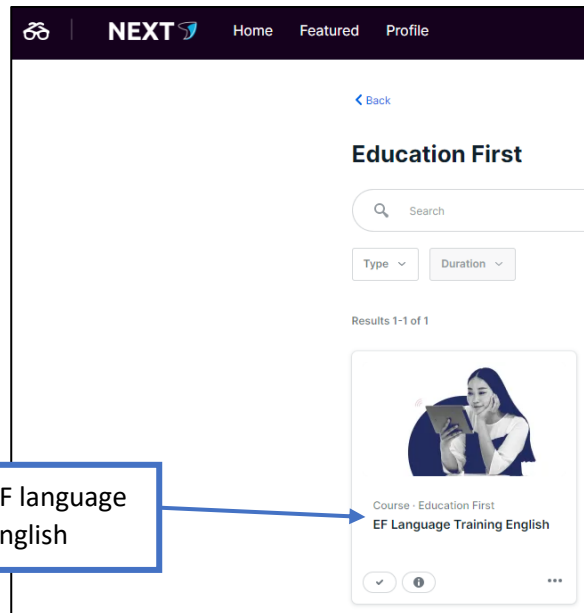 NEXT Home Featured Profile
Back
Education First
Search
Type Duration
Results 1-1 of 1
F language
nglish
Course · Education First
EF Language Training English